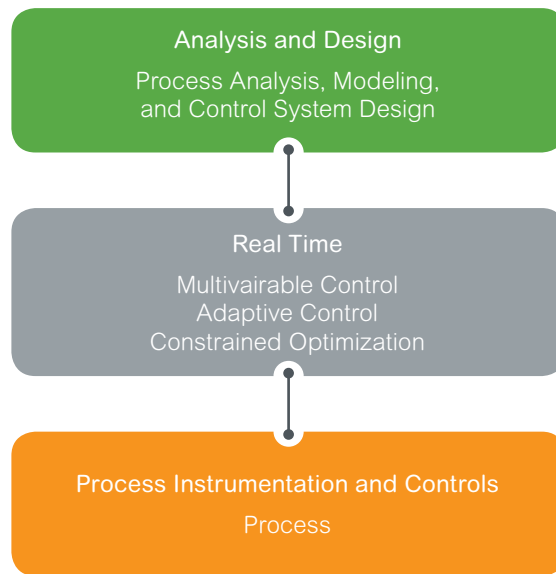 Analysis and Design
Process Analysis, Modeling,
and Control System Design
Real Time
Multivairable Control
Adaptive Control
Constrained Optimization
Process Instrumentation and Controls
Process